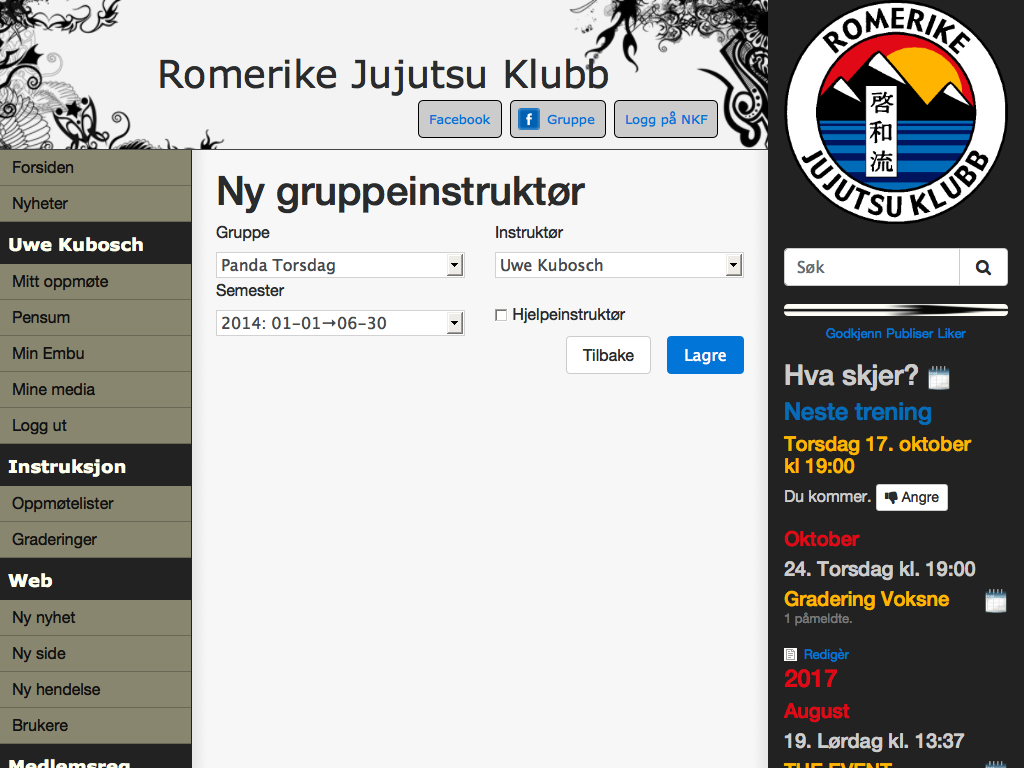 Romerike Jujutsu Klubb
Facebook
Gruppe
Logg på NKF
Forsiden
Nyheter
Uwe Kubosch
Mitt oppmøte
Pensum
Min Embu
Mine media
Logg ut
Instruksjon
Oppmøtelister
Graderinger
Web
Ny nyhet
Ny side
Ny hendelse
Brukere
Medlemsreg
Ny gruppeinstruktør
Gruppe
Instruktør
Panda Torsdag
Uwe Kubosch
Semester
2014: 01-01→06-30
Hjelpeinstruktør
Tilbake
Lagre
ROMERIKE
啓和流
JUJUTSU KLUBB
Søk
Godkjenn Publiser Liker
Hva skjer?
Neste trening
Torsdag 17. oktober
kl 19:00
Du kommer.
Angre
Oktober
24. Torsdag kl. 19:00
Gradering Voksne
1 påmeldte.
Redigèr
2017
August
19. Lørdag kl. 13:37
THE EVENT